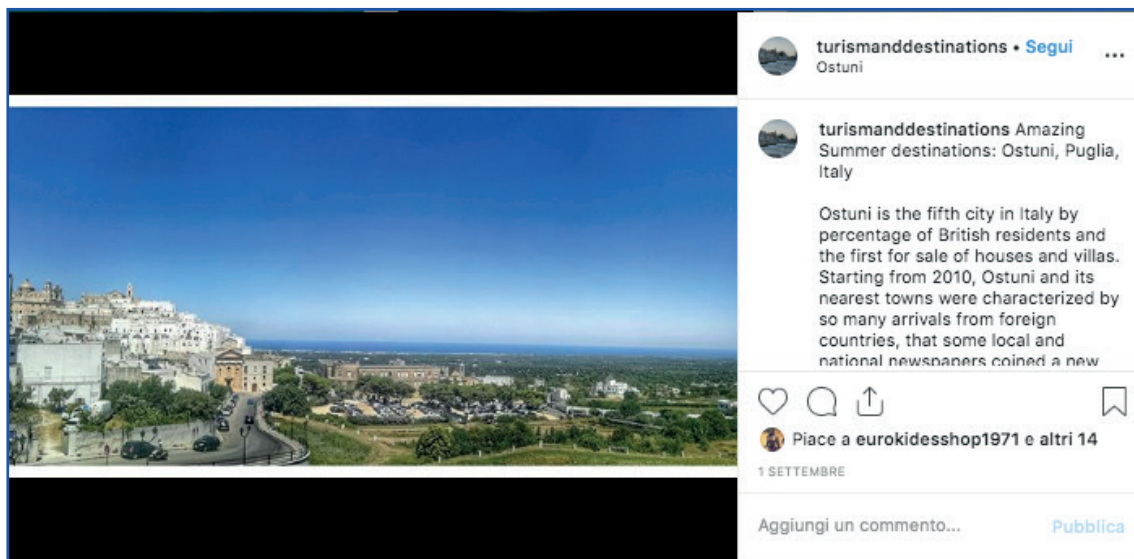 turismanddestinations • Segui
Ostuni
turismanddestinations Amazing
Summer destinations: Ostuni, Puglia,
Italy
Ostuni is the fifth city in Italy by
percentage of British residents and
the first for sale of houses and villas.
Starting from 2010, Ostuni and its
nearest towns were characterized by
so many arrivals from foreign
countries, that some local and
national newspapers coined a new
Piace a eurokidesshop1971 e altri 14
1 SETTEMBRE
Aggiungi un commento... Pubblica